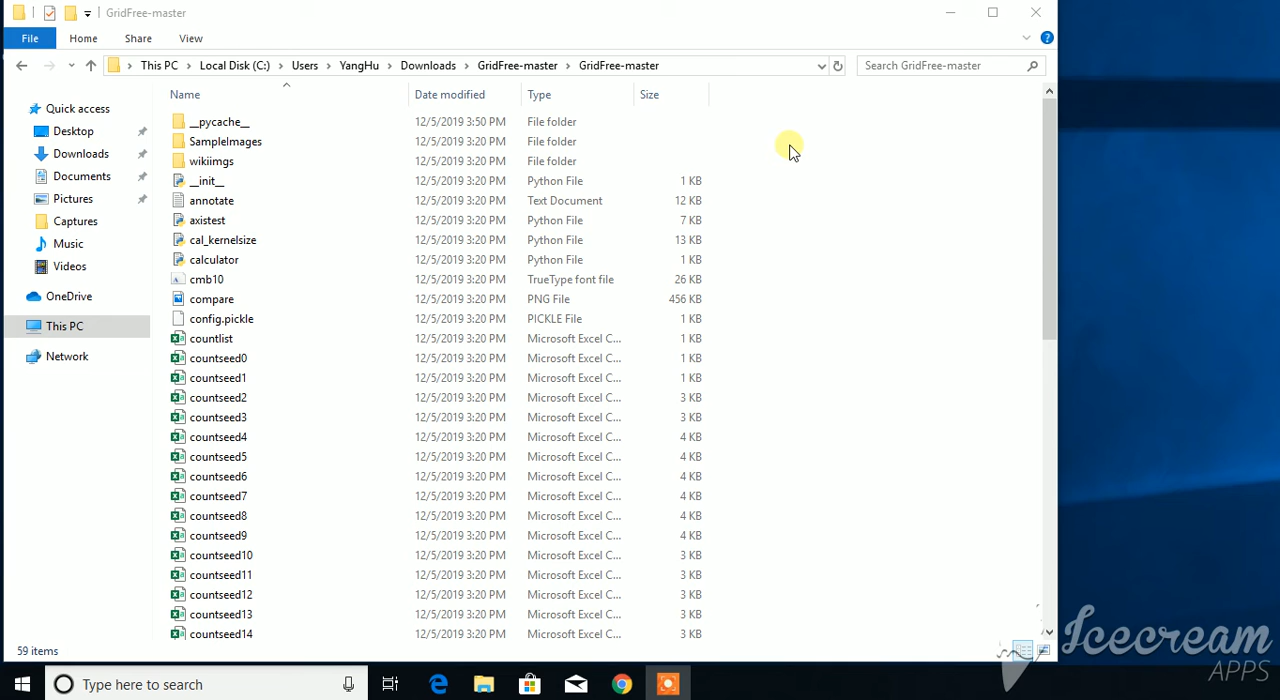 GridFree-master
File Home Share View
This PC Local Disk (C:) Users YangHu Downloads GridFree-master GridFree-master
Search GridFree-master
Name Date modified Type Size
Quick access
Desktop
Downloads
Documents
Pictures
Captures
Music
Videos
OneDrive
This PC
Network
__pycache__ 12/5/2019 3:50 PM File folder
SampleImages 12/5/2019 3:20 PM File folder
wikiimgs 12/5/2019 3:20 PM File folder
__init__ 12/5/2019 3:20 PM Python File 1 KB
annotate 12/5/2019 3:20 PM Text Document 12 KB
axistest 12/5/2019 3:20 PM Python File 7 KB
cal_kernelsize 12/5/2019 3:20 PM Python File 13 KB
calculator 12/5/2019 3:20 PM Python File 1 KB
cmb10 12/5/2019 3:20 PM TrueType font file 26 KB
compare 12/5/2019 3:20 PM PNG File 456 KB
config.pickle 12/5/2019 3:20 PM PICKLE File 1 KB
countlist 12/5/2019 3:20 PM Microsoft Excel C... 1 KB
countseed0 12/5/2019 3:20 PM Microsoft Excel C... 1 KB
countseed1 12/5/2019 3:20 PM Microsoft Excel C... 1 KB
countseed2 12/5/2019 3:20 PM Microsoft Excel C... 3 KB
countseed3 12/5/2019 3:20 PM Microsoft Excel C... 3 KB
countseed4 12/5/2019 3:20 PM Microsoft Excel C... 4 KB
countseed5 12/5/2019 3:20 PM Microsoft Excel C... 4 KB
countseed6 12/5/2019 3:20 PM Microsoft Excel C... 4 KB
countseed7 12/5/2019 3:20 PM Microsoft Excel C... 4 KB
countseed8 12/5/2019 3:20 PM Microsoft Excel C... 4 KB
countseed9 12/5/2019 3:20 PM Microsoft Excel C... 4 KB
countseed10 12/5/2019 3:20 PM Microsoft Excel C... 3 KB
countseed11 12/5/2019 3:20 PM Microsoft Excel C... 3 KB
countseed12 12/5/2019 3:20 PM Microsoft Excel C... 3 KB
countseed13 12/5/2019 3:20 PM Microsoft Excel C... 3 KB
countseed14 12/5/2019 3:20 PM Microsoft Excel C... 3 KB
59 items
Icecream
APPS
Type here to search